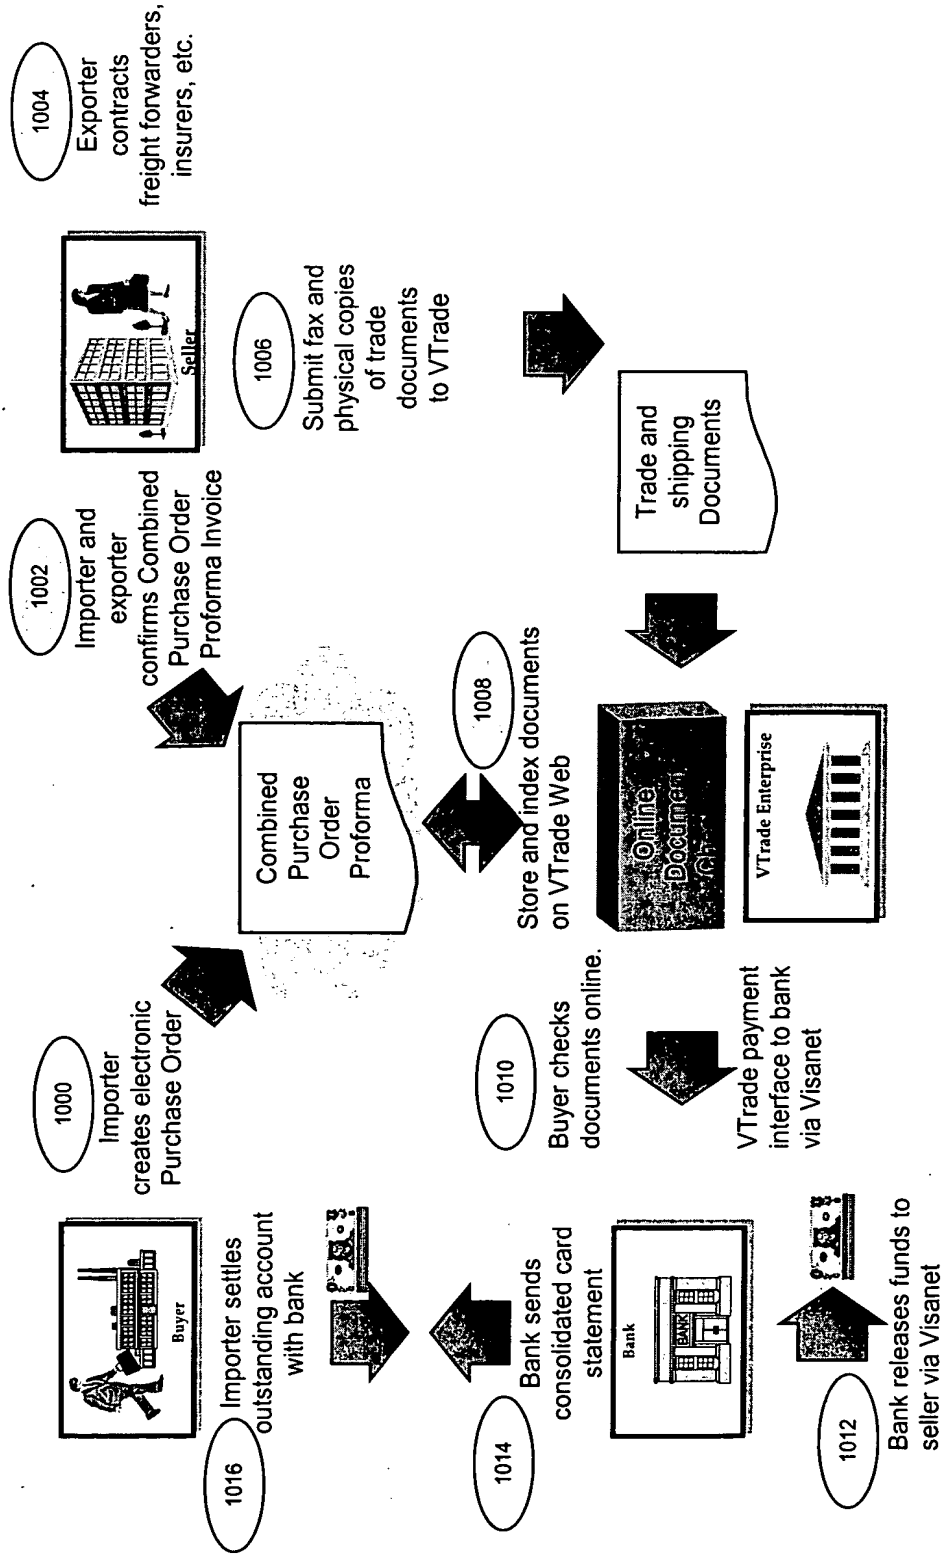 1000
Importer
creates electronic
Purchase Order
1002
Importer and
exporter
confirms Combined
Purchase Order
Proforma Invoice
1004
Exporter
contracts
freight forwarders,
insurers, etc.
Buyer
Seller
1016
Importer settles
outstanding account
with bank
Combined
Purchase
Order
Proforma
1006
Submit fax and
physical copies
of trade
documents
to VTrade
1014
Bank sends
consolidated card
statement
1010
Buyer checks
documents online.
1008
Store and index documents
on VTrade Web
Trade and
shipping
Documents
Bank
Online
Documen
Ch
VTrade payment
interface to bank
via Visanet
VTrade Enterprise
BANK
1012
Bank releases funds to
seller via Visanet